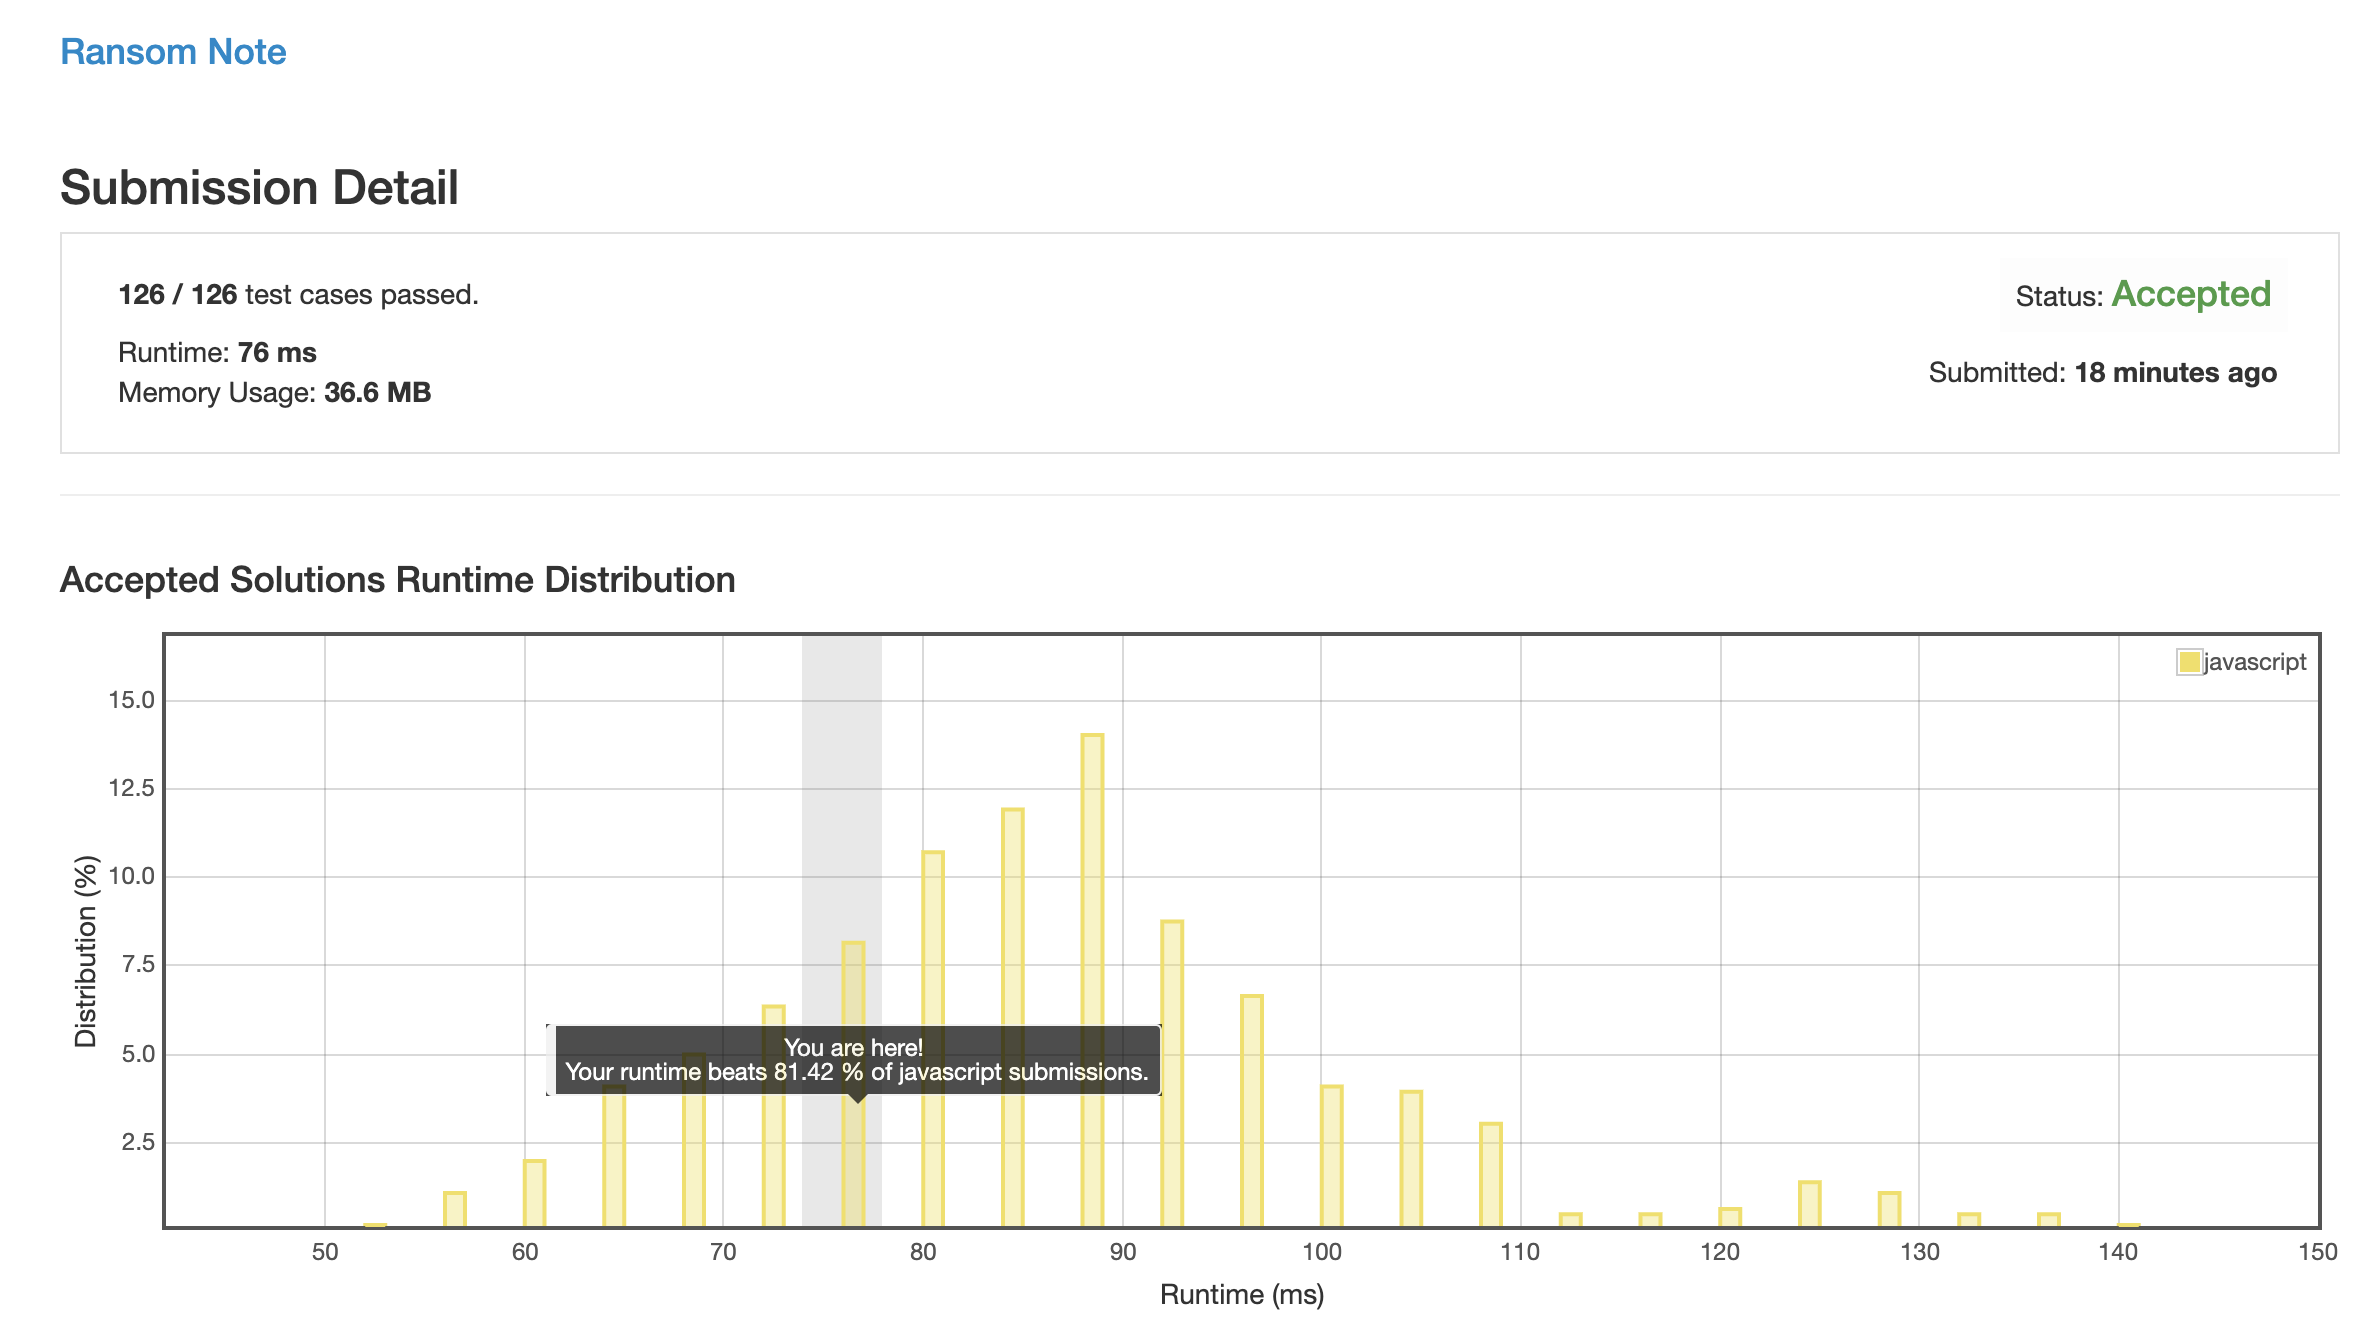 Ransom Note
Submission Detail
126 / 126 test cases passed.
Status: Accepted
Runtime: 76 ms
Memory Usage: 36.6 MB
Submitted: 18 minutes ago
Accepted Solutions Runtime Distribution
javascript
15.0
12.5
10.0
7.5
5.0
2.5
Distribution (%)
You are here!
Your runtime beats 81.42 % of javascript submissions.
50 60 70 80 90 100 110 120 130 140 150
Runtime (ms)